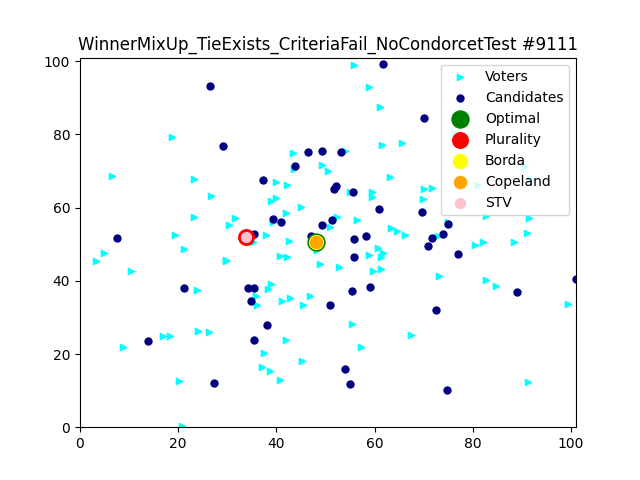 WinnerMixUp_TieExists_CriteriaFail_NoCondorcetTest #9111
100
80
60
40
20
0
0 20 40 60 80 100
Voters
Candidates
Optimal
Plurality
Borda
Copeland
STV